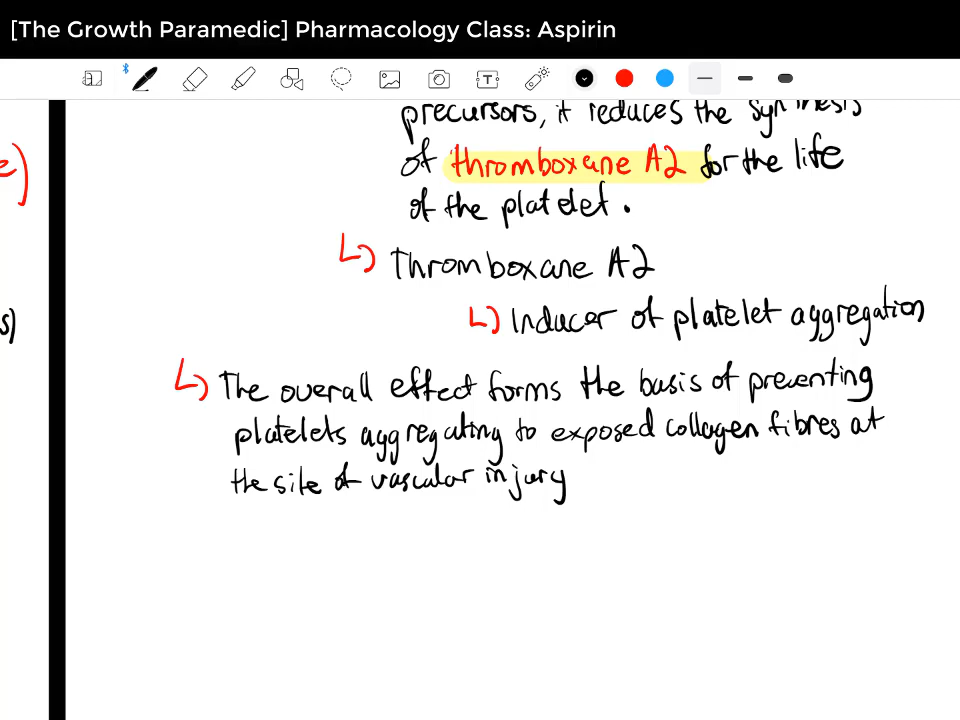 [The Growth Paramedic] Pharmacology Class: Aspirin
precursors, it reduces the synthesis
e)
of thromboxane A2 for the life
of the platelet.
↳ Thromboxane A2
s)
↳ Inducer of platelet aggregation
↳ The overall effect forms the basis of preventing
platelets aggregating to exposed collagen fibres at
the site of vascular injury